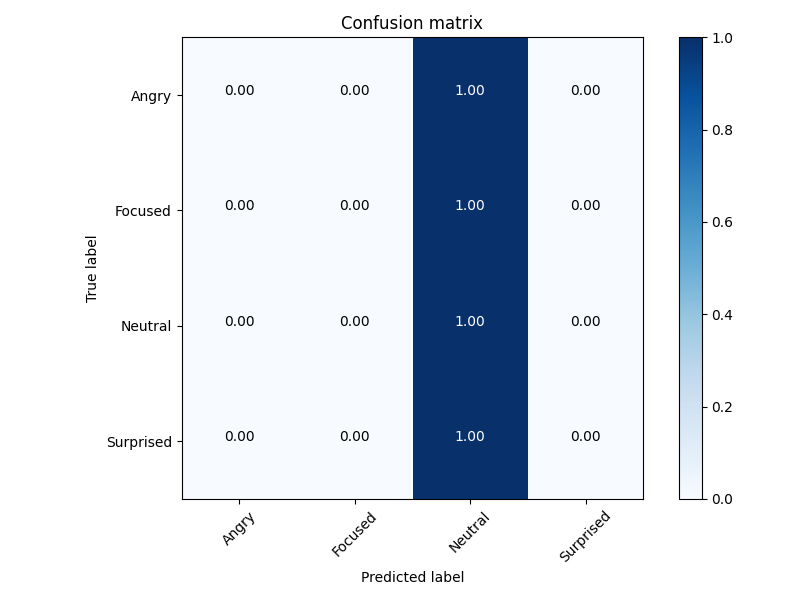 Confusion matrix
1.0
Angry 0.00 0.00 1.00 0.00
0.8
Focused 0.00 0.00 1.00 0.00
0.6
True label
Neutral 0.00 0.00 1.00 0.00
0.4
Surprised 0.00 0.00 1.00 0.00
0.2
0.0
Angry Focused Neutral Surprised
Predicted label